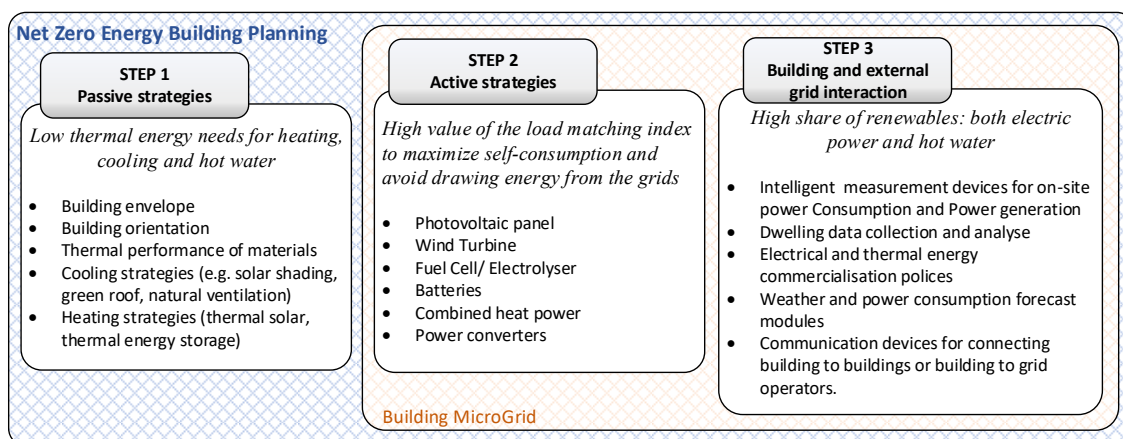 Net Zero Energy Building Planning
STEP 1
Passive strategies
Low thermal energy needs for heating,
cooling and hot water
• Building envelope
• Building orientation
• Thermal performance of materials
• Cooling strategies (e.g. solar shading,
green roof, natural ventilation)
• Heating strategies (thermal solar,
thermal energy storage)
STEP 2
Active strategies
High value of the load matching index
to maximize self-consumption and
avoid drawing energy from the grids
• Photovoltaic panel
• Wind Turbine
• Fuel Cell/ Electrolyser
• Batteries
• Combined heat power
• Power converters
STEP 3
Building and external
grid interaction
High share of renewables: both electric
power and hot water
• Intelligent measurement devices for on-site
power Consumption and Power generation
• Dwelling data collection and analyse
• Electrical and thermal energy
commercialisation polices
• Weather and power consumption forecast
modules
• Communication devices for connecting
building to buildings or building to grid
operators.
Building MicroGrid